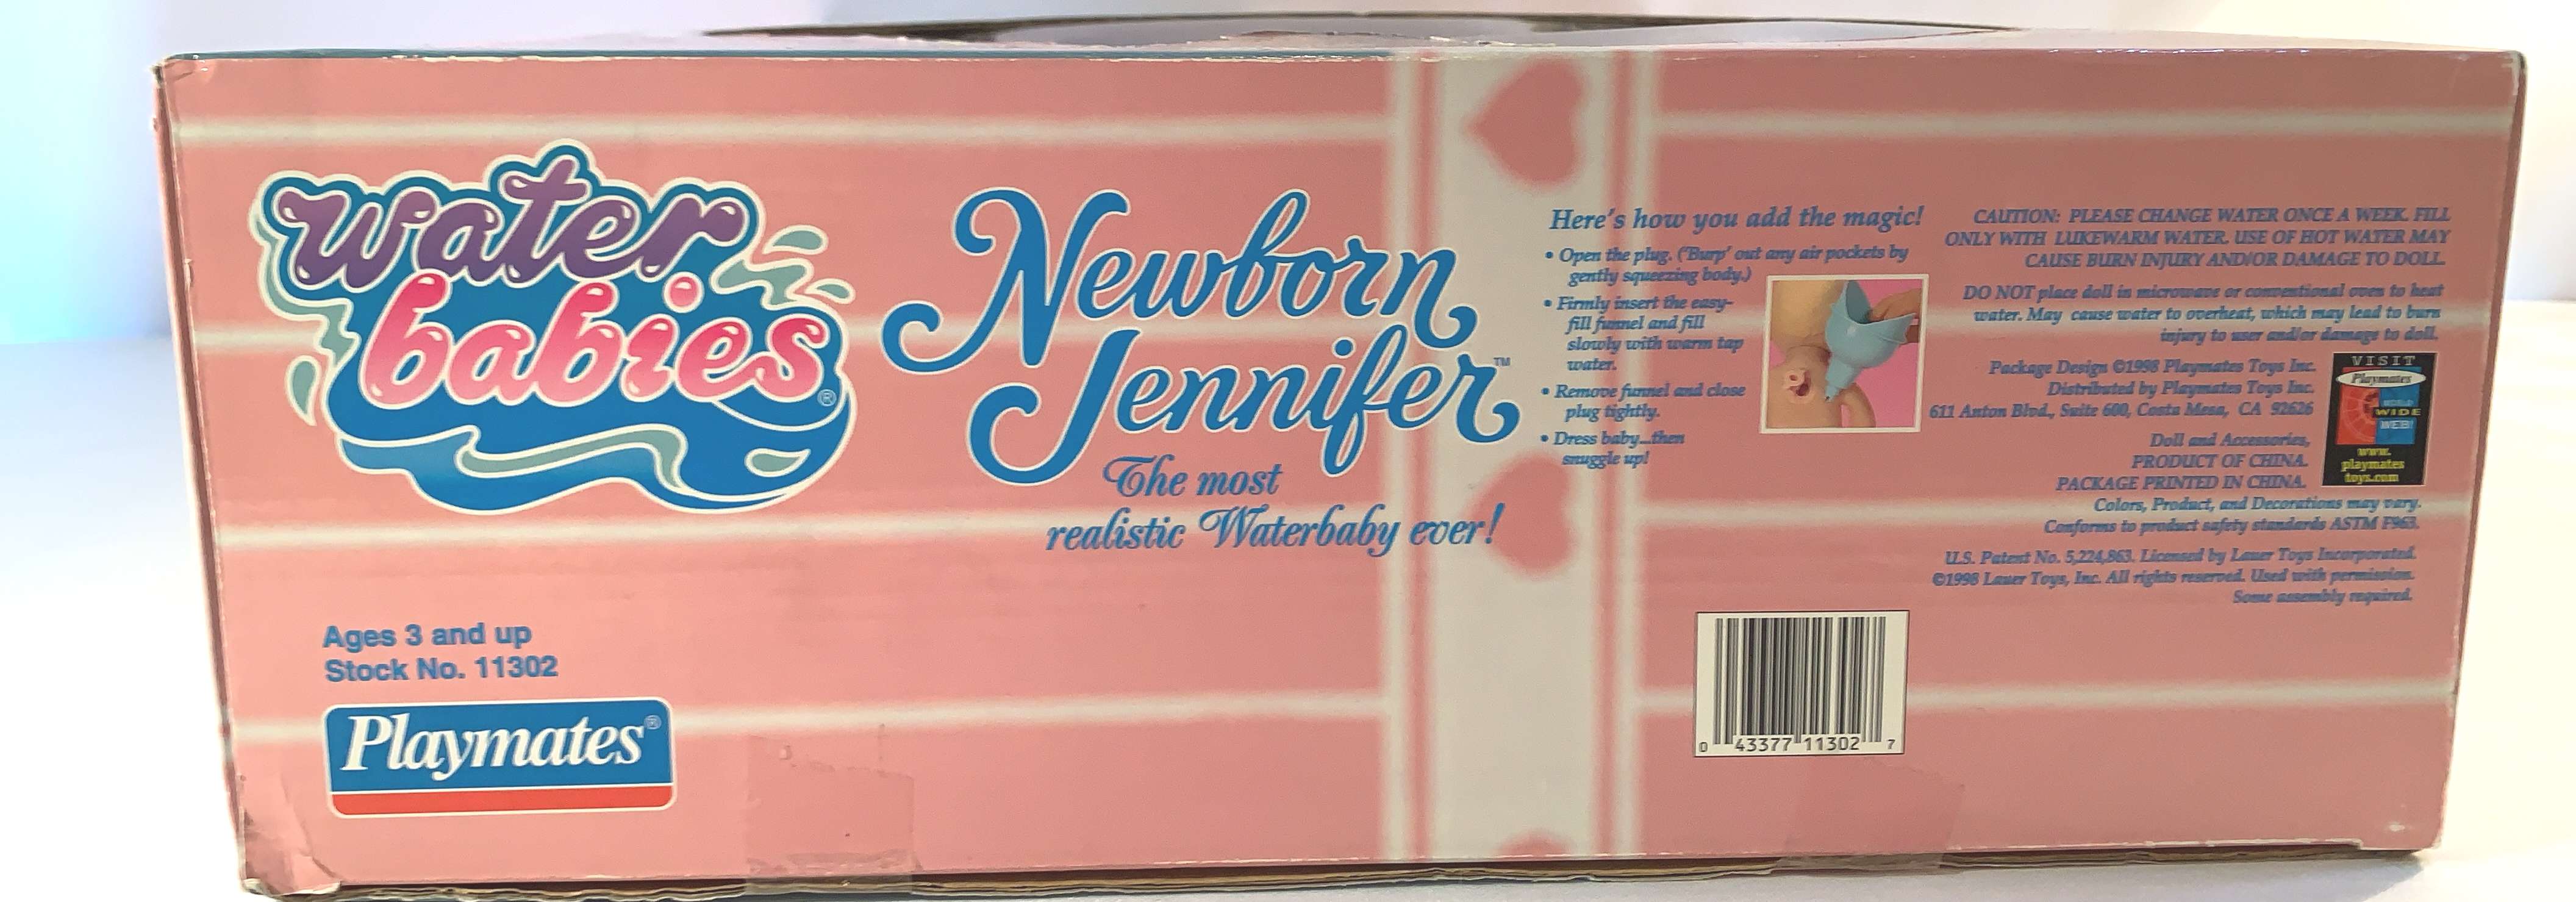 water
babies®
Newborn
Jennifer™
The most
realistic Waterbaby ever!
Ages 3 and up
Stock No. 11302
Playmates®
Here's how you add the magic!
• Open the plug. ('Burp' out any air pockets by
gently squeezing body.)
• Firmly insert the easy-
fill funnel and fill
slowly with warm tap
water.
• Remove funnel and close
plug tightly.
• Dress baby...then
snuggle up!
CAUTION: PLEASE CHANGE WATER ONCE A WEEK. FILL
ONLY WITH LUKEWARM WATER. USE OF HOT WATER MAY
CAUSE BURN INJURY AND/OR DAMAGE TO DOLL.
DO NOT place doll in microwave or conventional oven to heat
water. May cause water to overheat, which may lead to burn
injury to user and/or damage to doll.
Package Design ©1998 Playmates Toys Inc.
Distributed by Playmates Toys Inc.
611 Anton Blvd., Suite 600, Costa Mesa, CA 92626
Doll and Accessories,
PRODUCT OF CHINA.
PACKAGE PRINTED IN CHINA.
Colors, Product, and Decorations may vary.
Conforms to product safety standards ASTM F963.
U.S. Patent No. 5,224,863. Licensed by Lauer Toys Incorporated.
©1998 Lauer Toys, Inc. All rights reserved. Used with permission.
Some assembly required.
VISIT
Playmates
WORLD
WIDE
WEB!
www.
playmates
toys.com
0 43377 11302 7